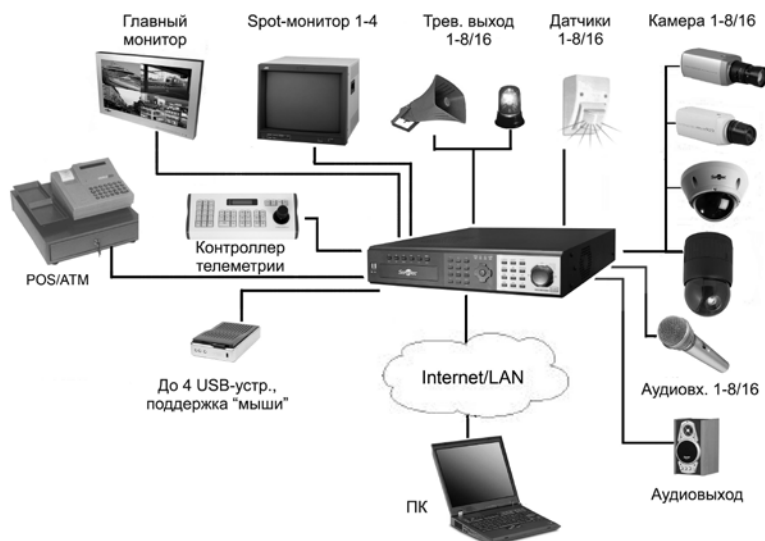 Главный
монитор
Spot-монитор 1-4
Трев. выход
1-8/16
Датчики
1-8/16
Камера 1-8/16
POS/ATM
Контроллер
телеметрии
До 4 USB-устр.,
поддержка “мыши”
Internet/LAN
ПК
Аудиовх. 1-8/16
Аудиовыход